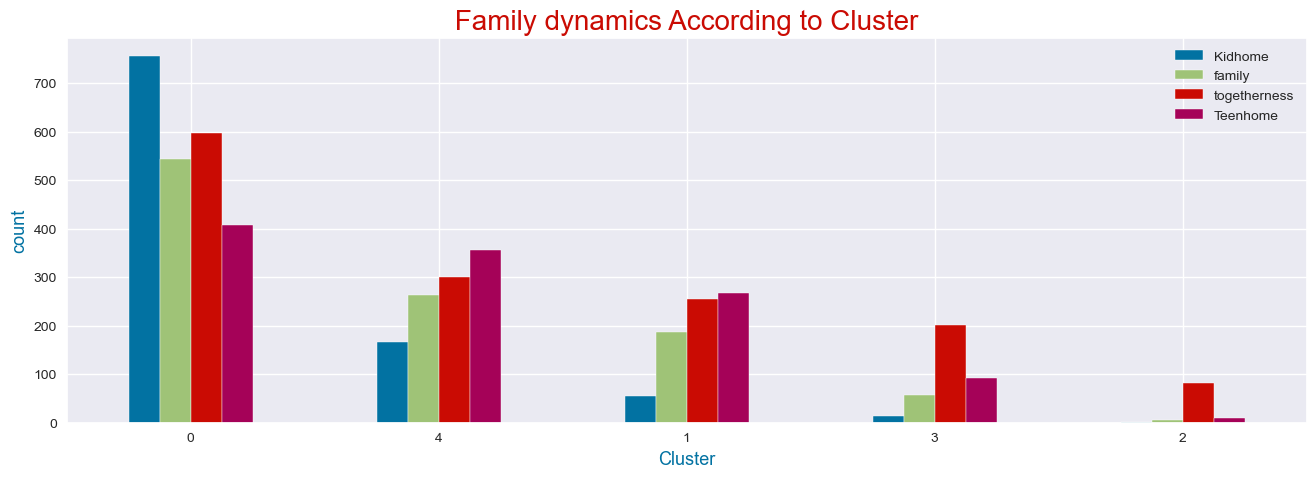 Family dynamics According to Cluster
Kidhome
family
togetherness
Teenhome
count
700
600
500
400
300
200
100
0
0 4 1 3 2
Cluster